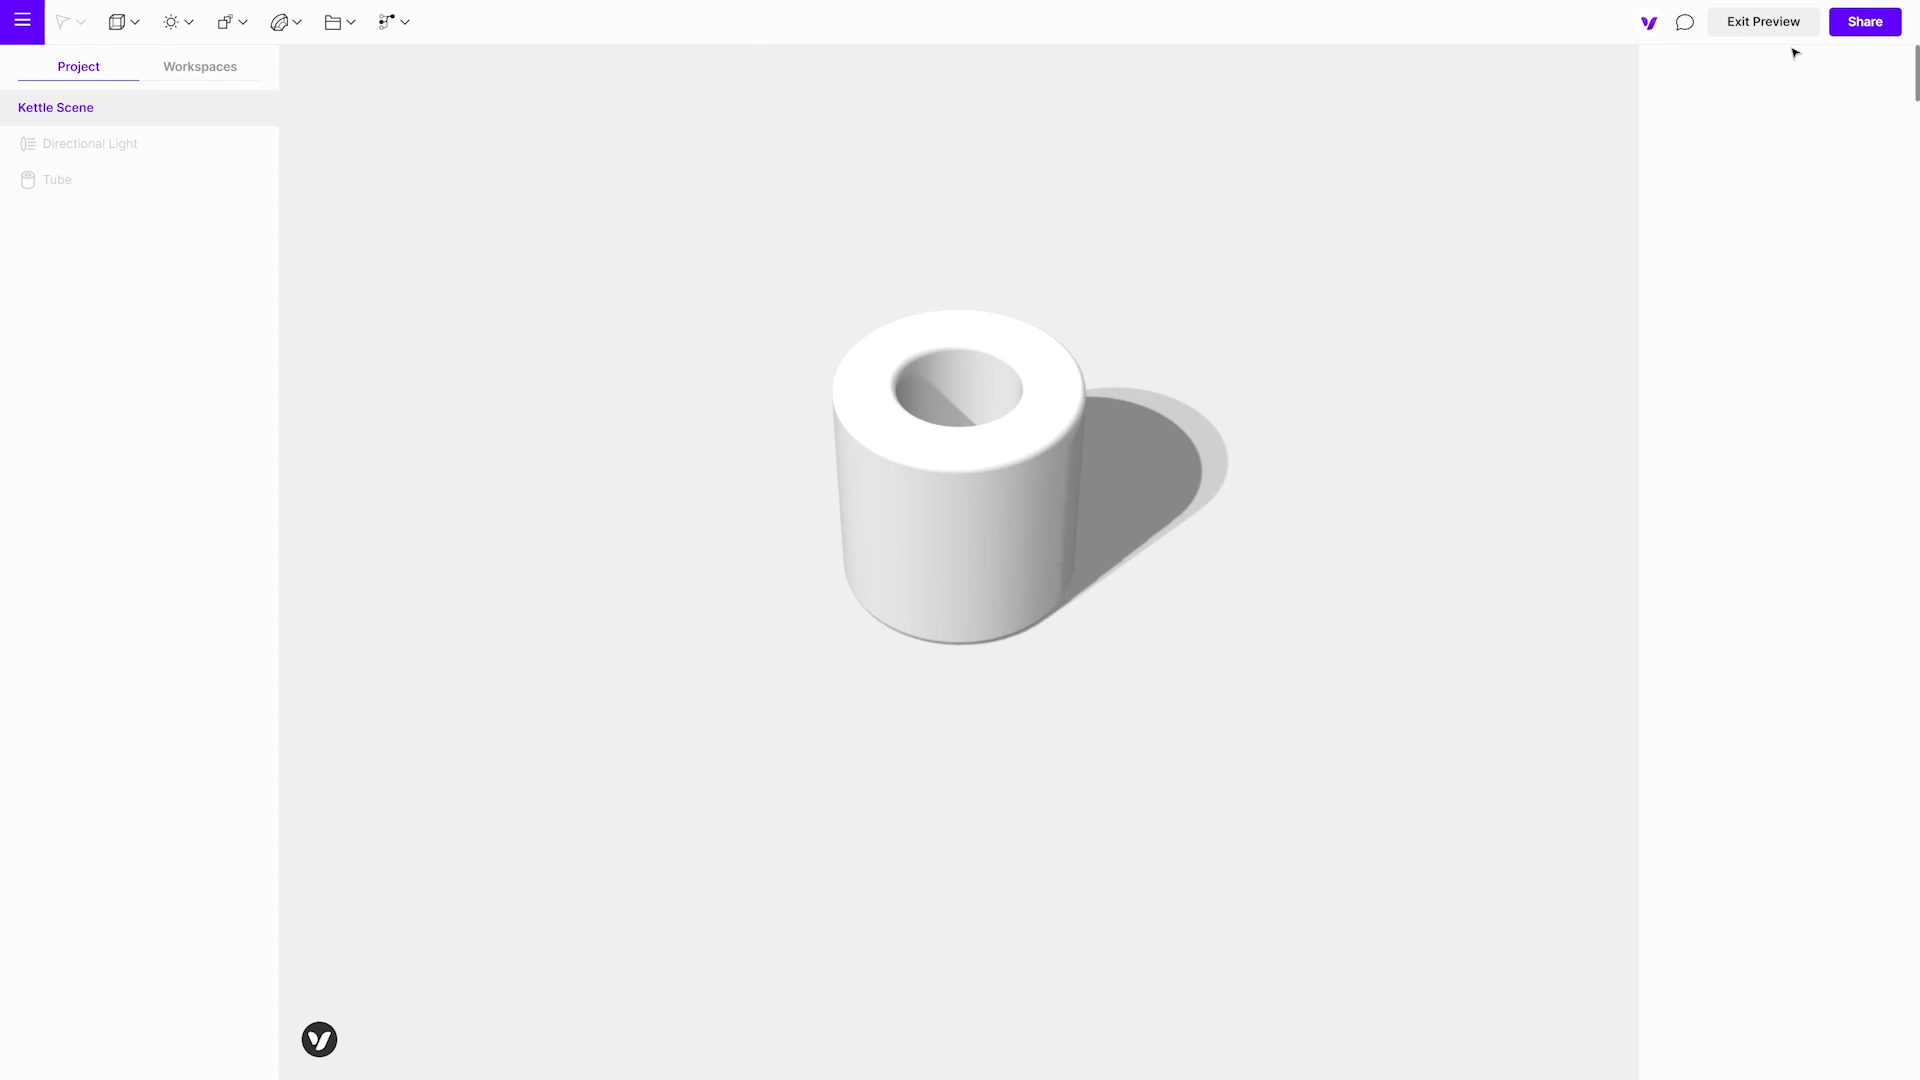 Exit Preview
Share
Project
Workspaces
Kettle Scene
Directional Light
Tube